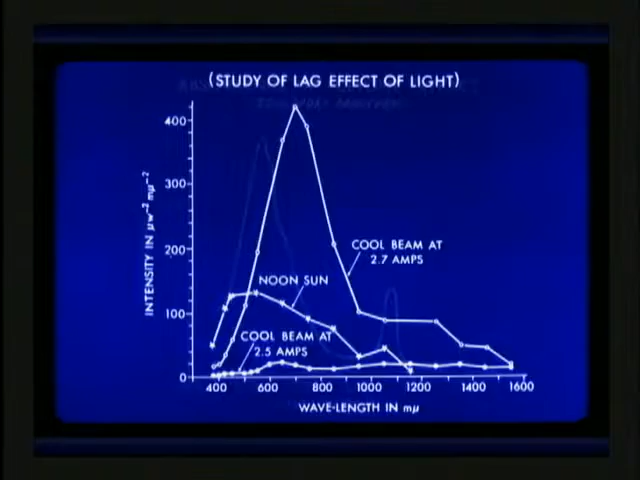 (STUDY OF LAG EFFECT OF LIGHT)
INTENSITY IN μw⁻² mμ⁻²
400
300
200
100
0
COOL BEAM AT
2.7 AMPS
NOON SUN
COOL BEAM AT
2.5 AMPS
400 600 800 1000 1200 1400 1600
WAVE-LENGTH IN mμ